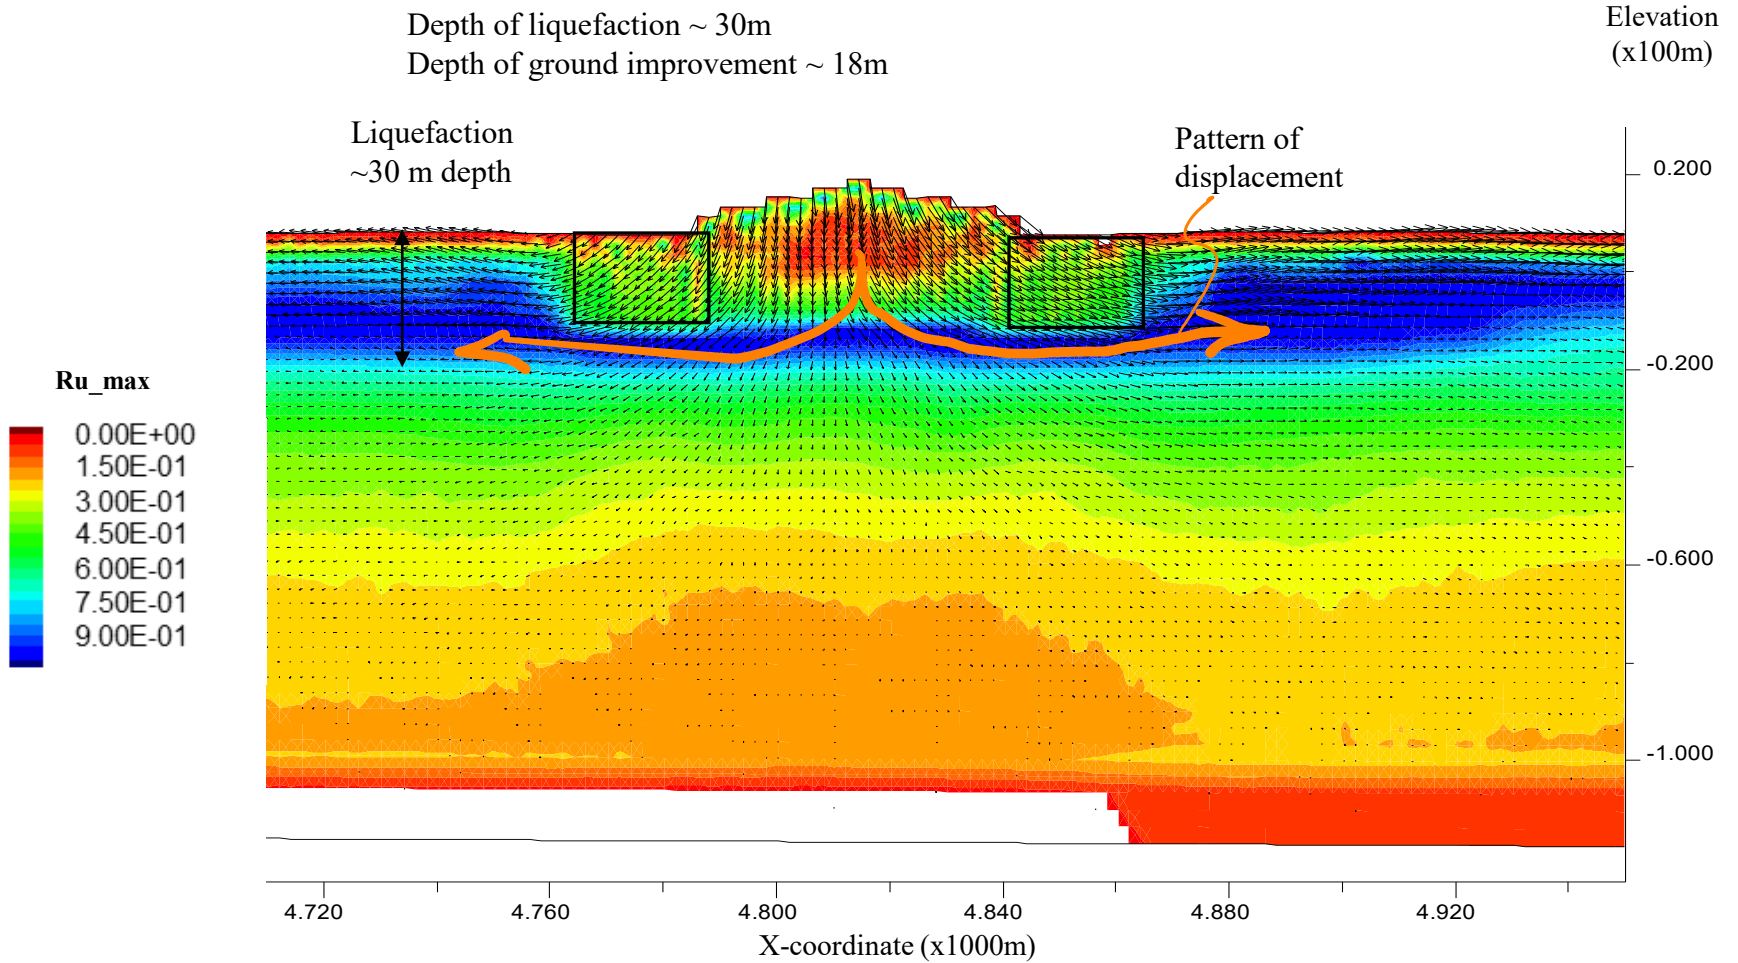 Depth of liquefaction ~ 30m
Depth of ground improvement ~ 18m
Elevation
(x100m)
Liquefaction
~30 m depth
Pattern of
displacement
0.200
-0.200
-0.600
-1.000
Ru_max
0.00E+00
1.50E-01
3.00E-01
4.50E-01
6.00E-01
7.50E-01
9.00E-01
4.720 4.760 4.800 4.840 4.880 4.920
X-coordinate (x1000m)